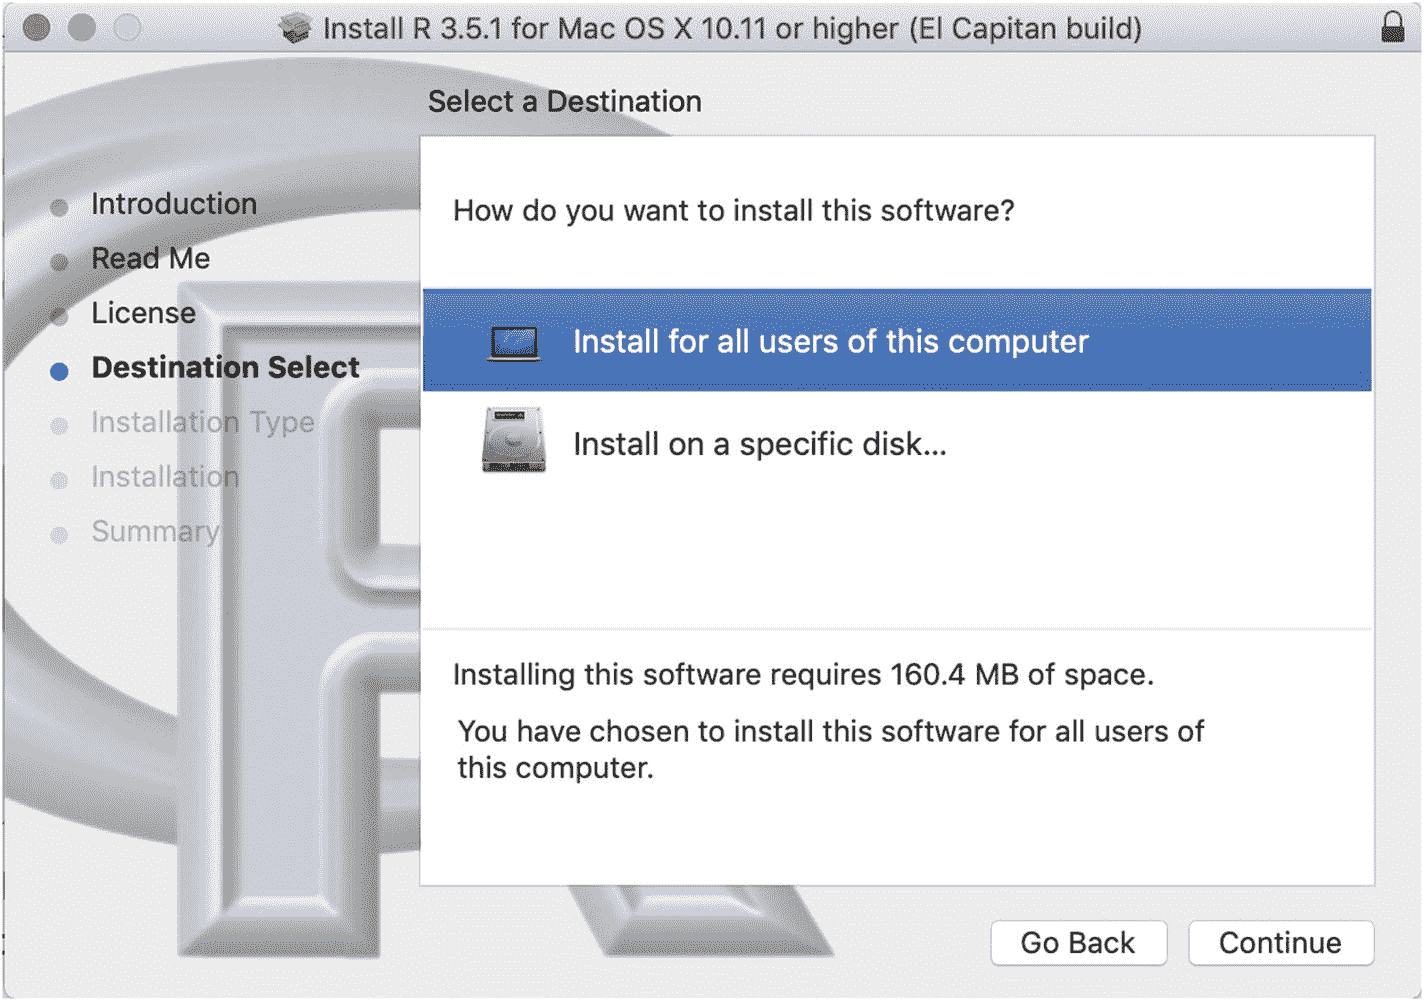 Install R 3.5.1 for Mac OS X 10.11 or higher (El Capitan build)
Select a Destination
Introduction
Read Me
License
Destination Select
Installation Type
Installation
Summary
How do you want to install this software?
Install for all users of this computer
Install on a specific disk...
Installing this software requires 160.4 MB of space.
You have chosen to install this software for all users of
this computer.
Go Back
Continue